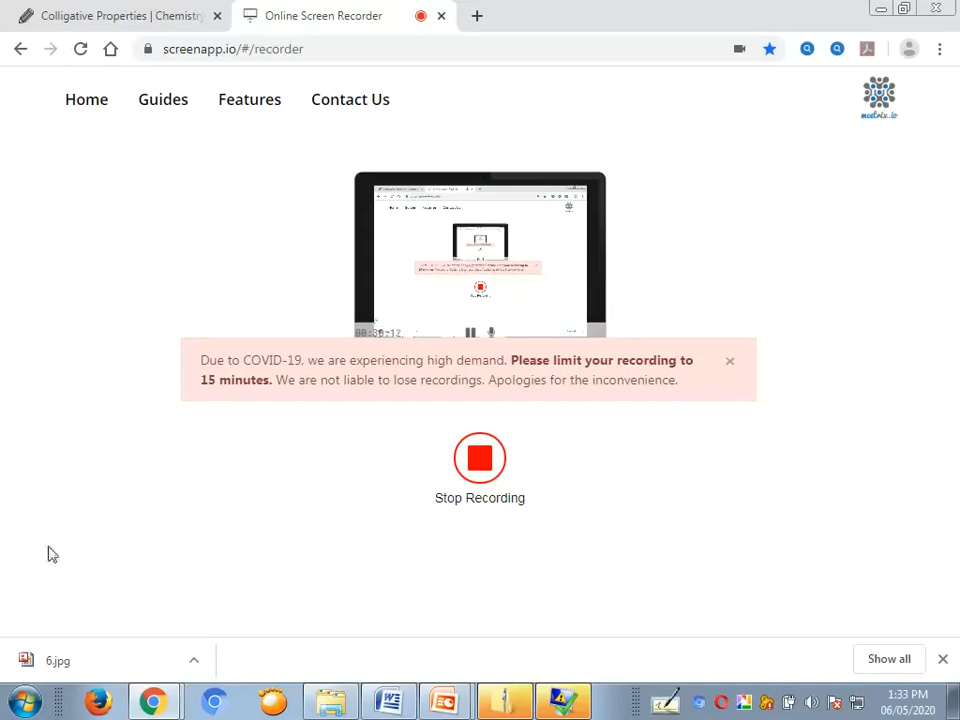 Colligative Properties | Chemistry
Online Screen Recorder
screenapp.io/#/recorder
Home
Guides
Features
Contact Us
meetrix.io
Due to COVID-19, we are experiencing high demand. Please limit your recording to
15 minutes. We are not liable to lose recordings. Apologies for the inconvenience.
Stop Recording
6.jpg
Show all
1:33 PM
06/05/2020